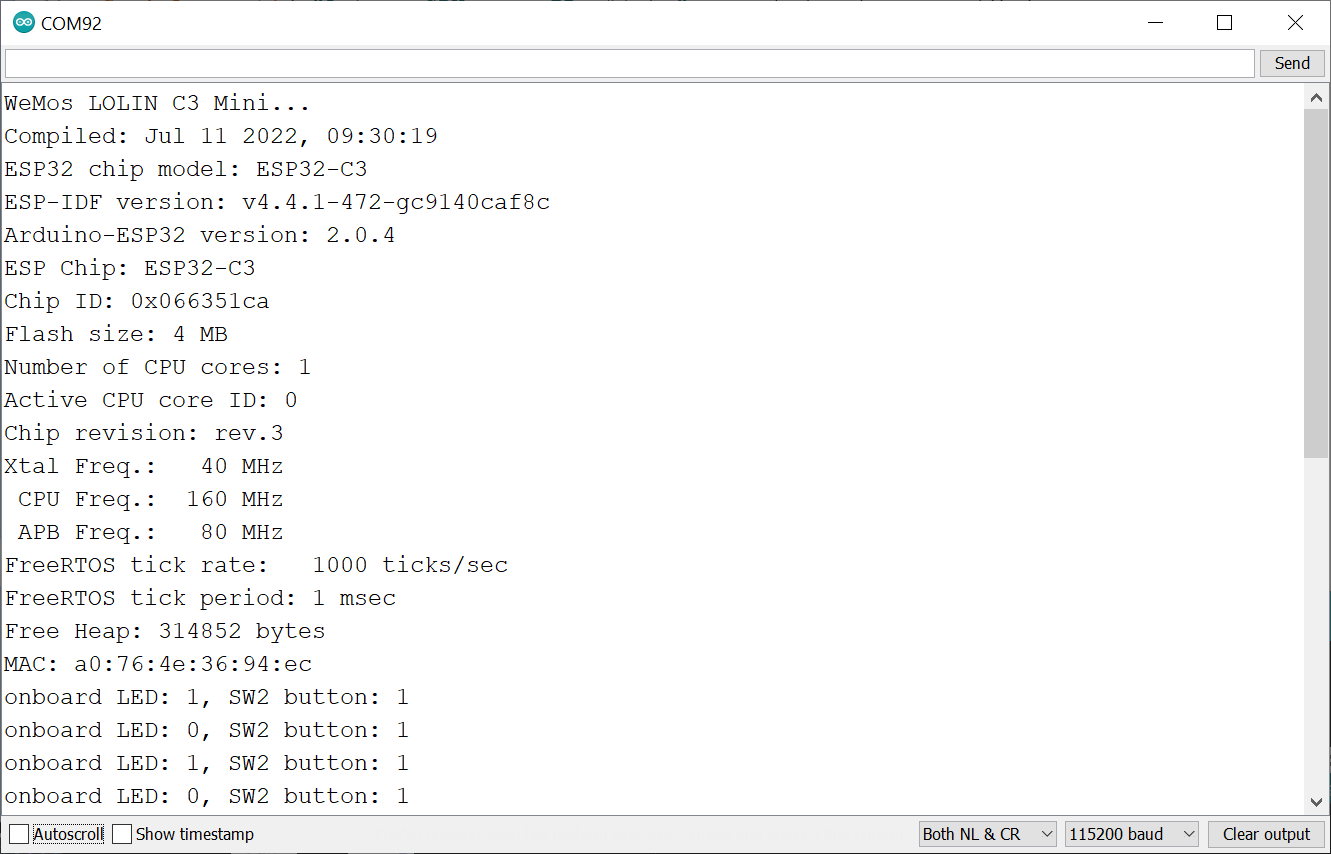 COM92
Send
WeMos LOLIN C3 Mini...
Compiled: Jul 11 2022, 09:30:19
ESP32 chip model: ESP32-C3
ESP-IDF version: v4.4.1-472-gc9140caf8c
Arduino-ESP32 version: 2.0.4
ESP Chip: ESP32-C3
Chip ID: 0x066351ca
Flash size: 4 MB
Number of CPU cores: 1
Active CPU core ID: 0
Chip revision: rev.3
Xtal Freq.:   40 MHz
 CPU Freq.:  160 MHz
 APB Freq.:   80 MHz
FreeRTOS tick rate:   1000 ticks/sec
FreeRTOS tick period: 1 msec
Free Heap: 314852 bytes
MAC: a0:76:4e:36:94:ec
onboard LED: 1, SW2 button: 1
onboard LED: 0, SW2 button: 1
onboard LED: 1, SW2 button: 1
onboard LED: 0, SW2 button: 1
Autoscroll Show timestamp Both NL & CR 115200 baud Clear output